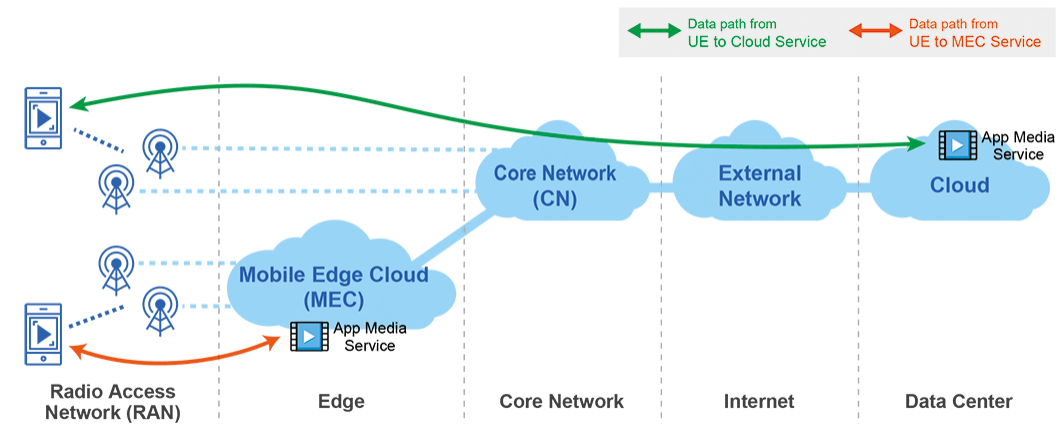 Data path from
UE to Cloud Service
Data path from
UE to MEC Service
App Media
Service
Core Network
(CN)
External
Network
Cloud
Mobile Edge Cloud
(MEC)
App Media
Service
Radio Access
Network (RAN)
Edge
Core Network
Internet
Data Center